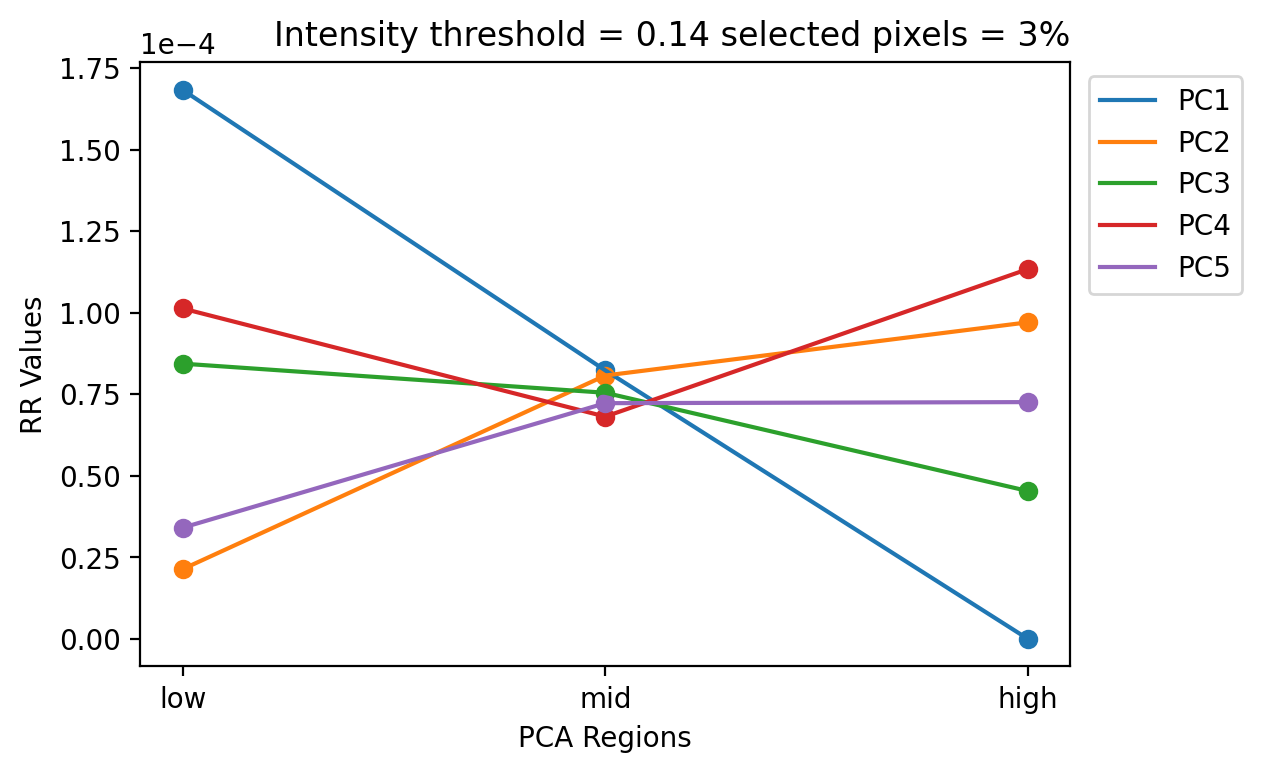 Intensity threshold = 0.14 selected pixels = 3%
1e−4
1.75
1.50
1.25
1.00
0.75
0.50
0.25
0.00
RR Values
low mid high
PCA Regions
PC1
PC2
PC3
PC4
PC5